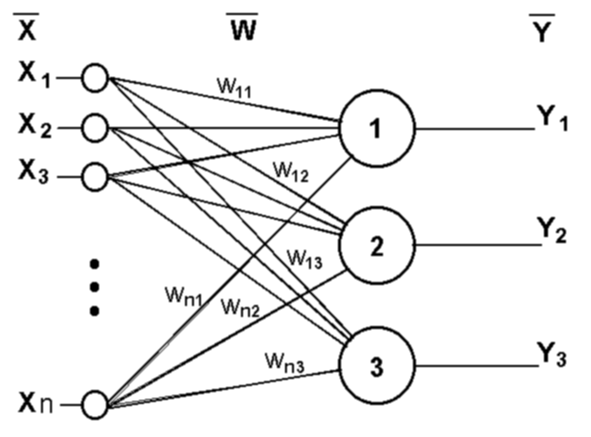 X̅ W̅ Y̅
X₁ W₁₁ 1 Y₁
X₂
X₃ W₁₂
2 Y₂
W₁₃
Wₙ₁ Wₙ₂
3 Y₃
Wₙ₃
Xn